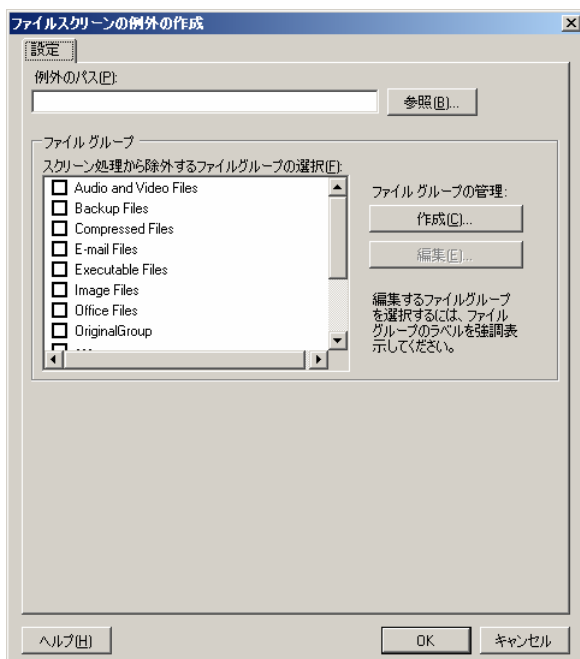 ファイルスクリーンの例外の作成
設定
例外のパス(P):
参照(B)...
ファイル グループ
スクリーン処理から除外するファイルグループの選択(F):
Audio and Video Files
Backup Files
Compressed Files
E-mail Files
Executable Files
Image Files
Office Files
OriginalGroup
ファイル グループの管理:
作成(C)...
編集(E)...
編集するファイルグループ
を選択するには、ファイル
グループのラベルを強調表
示してください。
ヘルプ(H)
OK
キャンセル